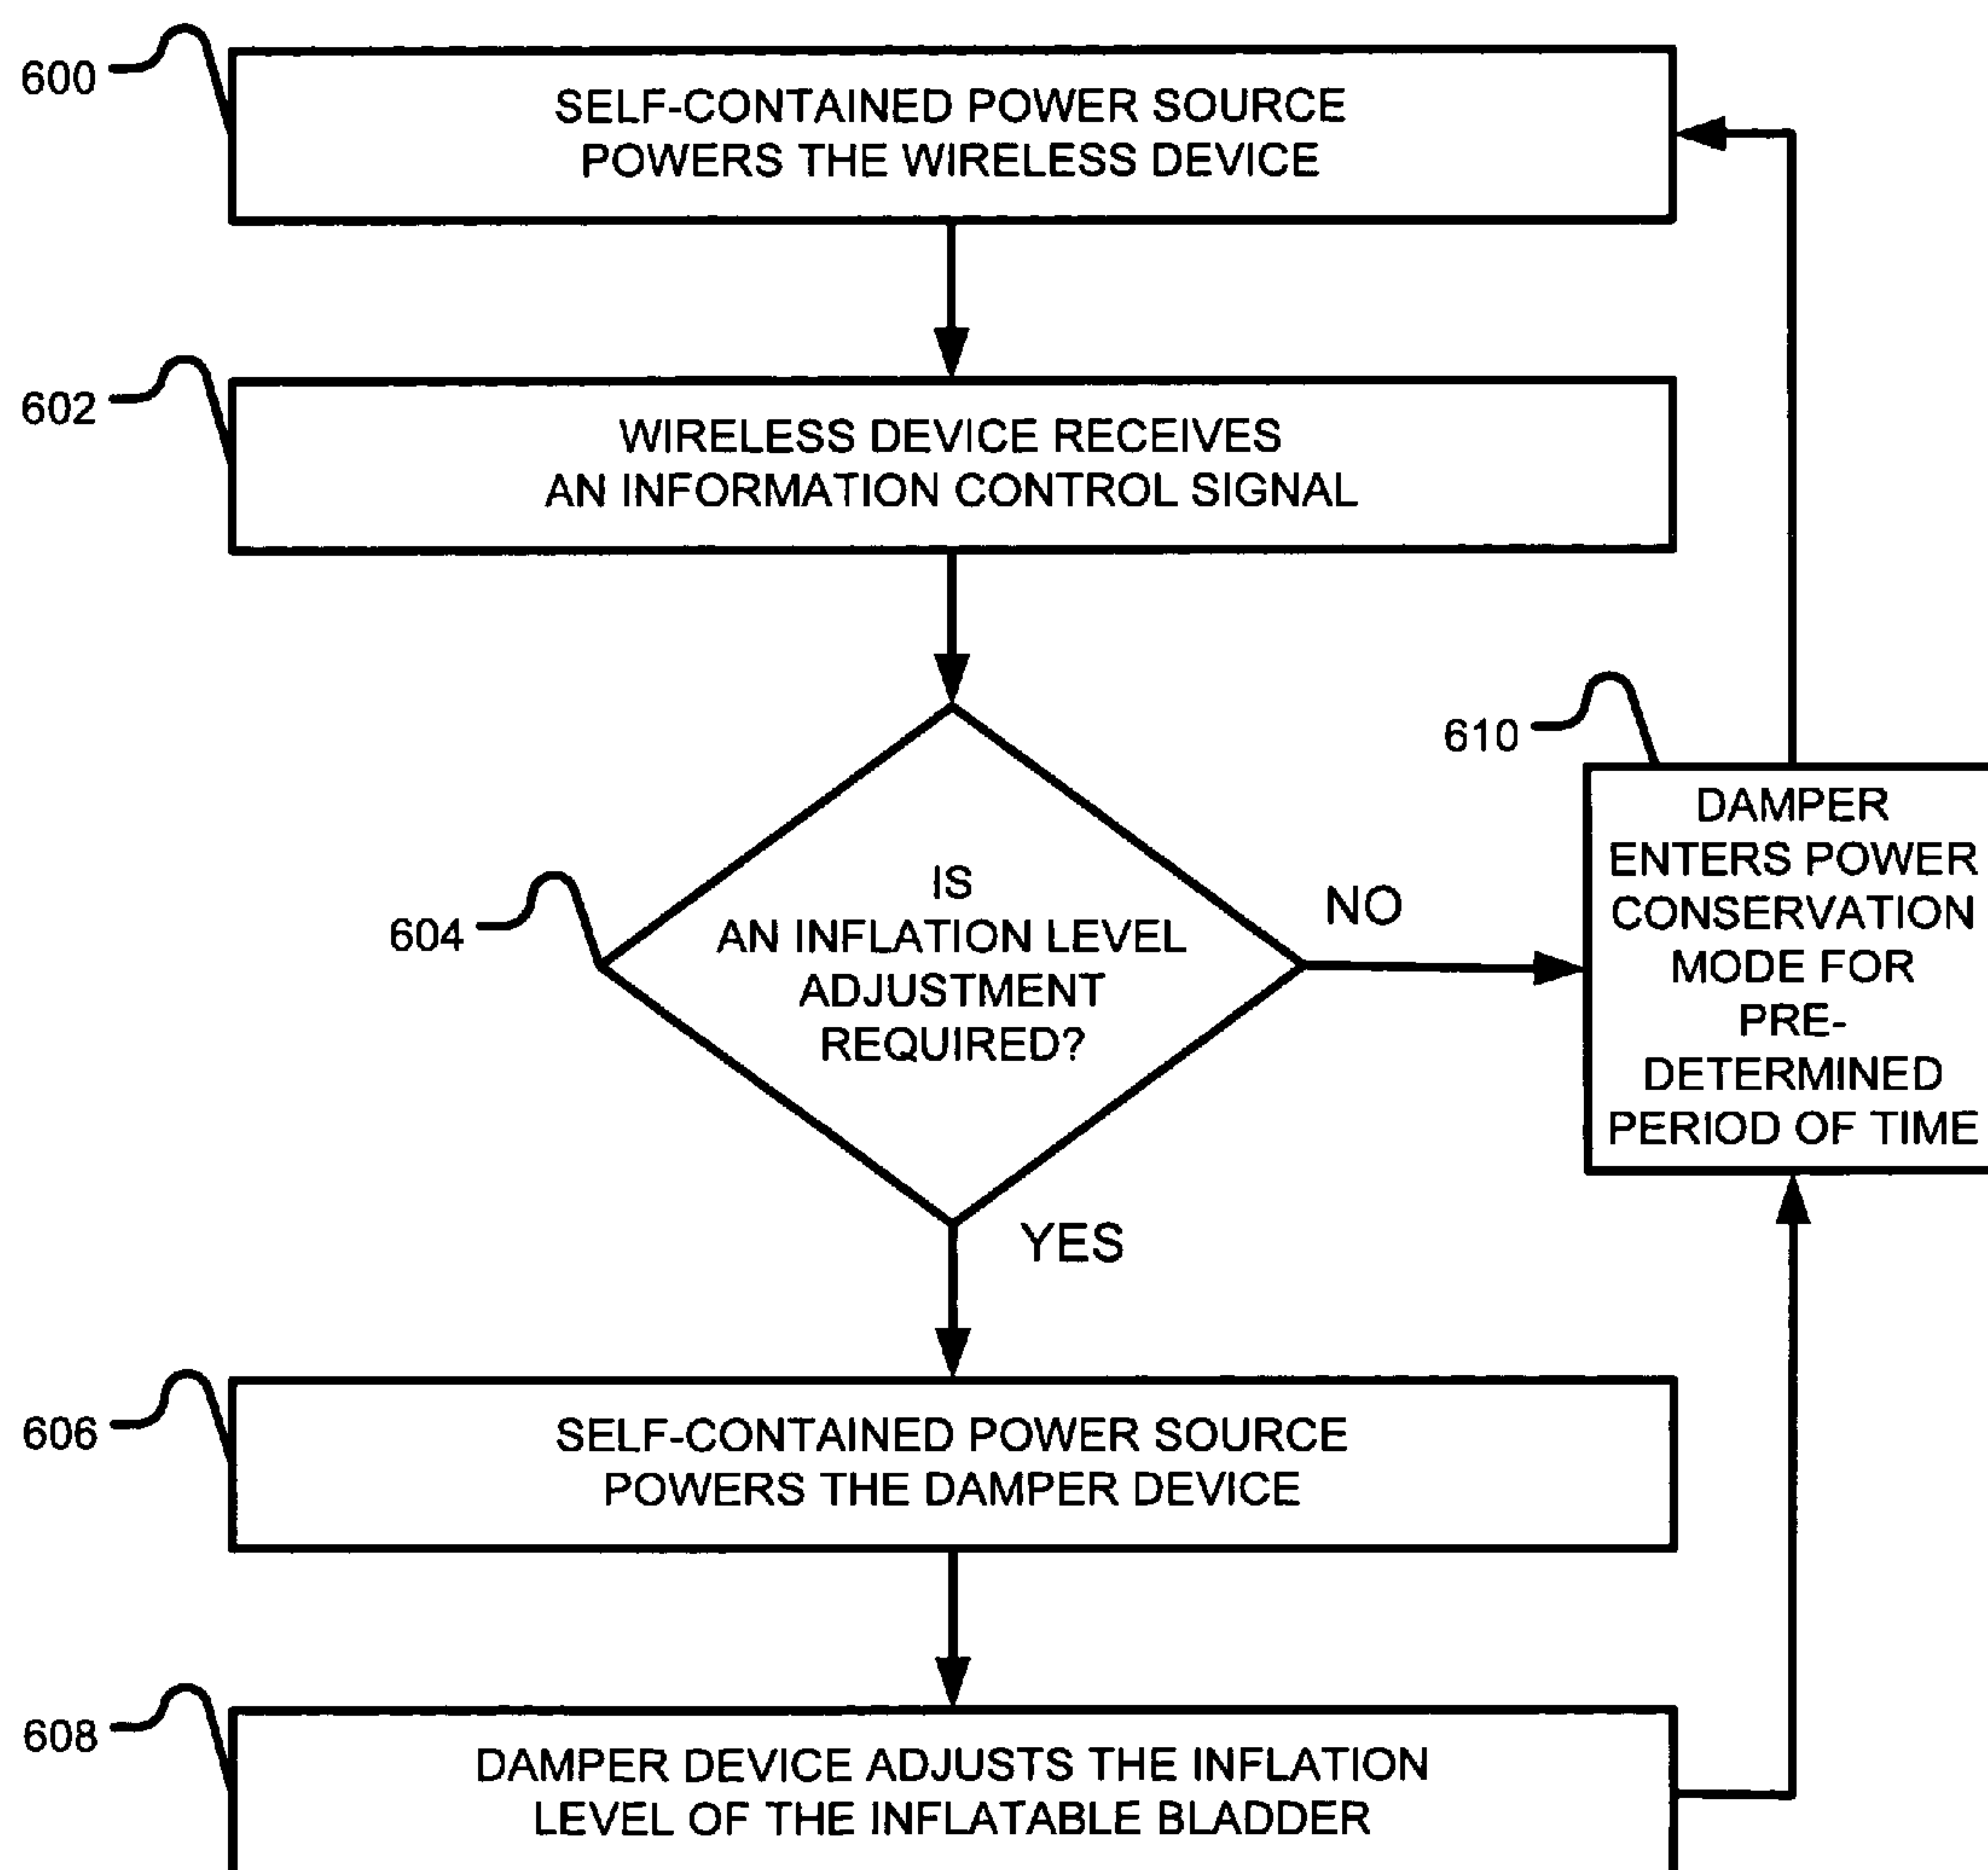 600
SELF-CONTAINED POWER SOURCE
POWERS THE WIRELESS DEVICE
602
WIRELESS DEVICE RECEIVES
AN INFORMATION CONTROL SIGNAL
604
IS
AN INFLATION LEVEL
ADJUSTMENT
REQUIRED?
NO
610
DAMPER
ENTERS POWER
CONSERVATION
MODE FOR
PRE-
DETERMINED
PERIOD OF TIME
YES
606
SELF-CONTAINED POWER SOURCE
POWERS THE DAMPER DEVICE
608
DAMPER DEVICE ADJUSTS THE INFLATION
LEVEL OF THE INFLATABLE BLADDER